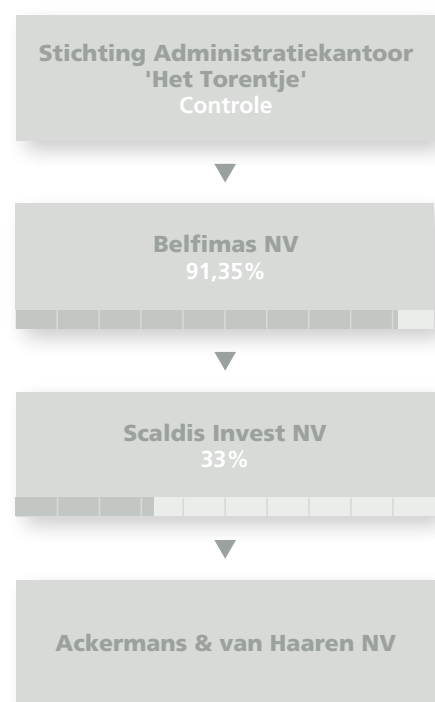 Stichting Administratiekantoor
'Het Torentje'
Controle
Belfimas NV
91,35%
Scaldis Invest NV
33%
Ackermans & van Haaren NV